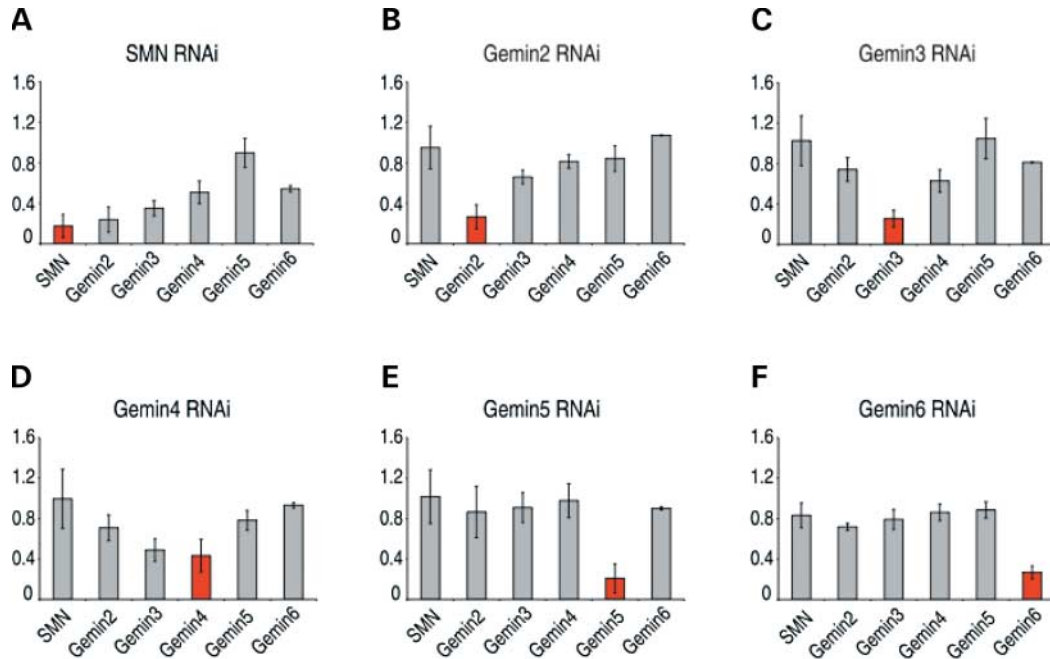 A
SMN RNAi
1.6
1.2
0.8
0.4
0
SMN
Gemin2
Gemin3
Gemin4
Gemin5
Gemin6
B
Gemin2 RNAi
1.6
1.2
0.8
0.4
0
SMN
Gemin2
Gemin3
Gemin4
Gemin5
Gemin6
C
Gemin3 RNAi
1.6
1.2
0.8
0.4
0
SMN
Gemin2
Gemin3
Gemin4
Gemin5
Gemin6
D
Gemin4 RNAi
1.6
1.2
0.8
0.4
0
SMN
Gemin2
Gemin3
Gemin4
Gemin5
Gemin6
E
Gemin5 RNAi
1.6
1.2
0.8
0.4
0
SMN
Gemin2
Gemin3
Gemin4
Gemin5
Gemin6
F
Gemin6 RNAi
1.6
1.2
0.8
0.4
0
SMN
Gemin2
Gemin3
Gemin4
Gemin5
Gemin6